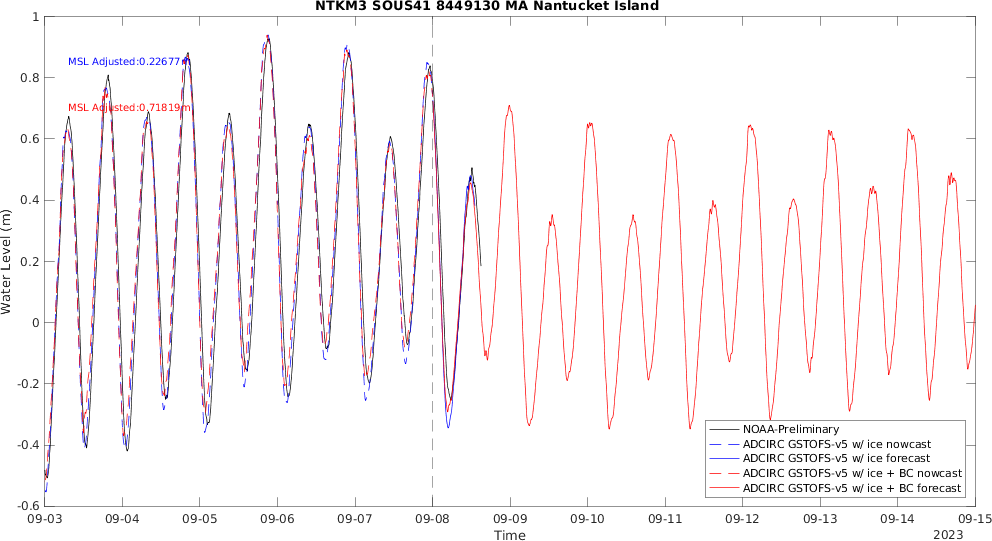 NTKM3 SOUS41 8449130 MA Nantucket Island
1
0.8
0.6
0.4
0.2
0
-0.2
-0.4
-0.6
Water Level (m)
MSL Adjusted:0.22677m
MSL Adjusted:0.71819m
NOAA-Preliminary
ADCIRC GSTOFS-v5 w/ ice nowcast
ADCIRC GSTOFS-v5 w/ ice forecast
ADCIRC GSTOFS-v5 w/ ice + BC nowcast
ADCIRC GSTOFS-v5 w/ ice + BC forecast
09-03 09-04 09-05 09-06 09-07 09-08 09-09 09-10 09-11 09-12 09-13 09-14 09-15
Time
2023